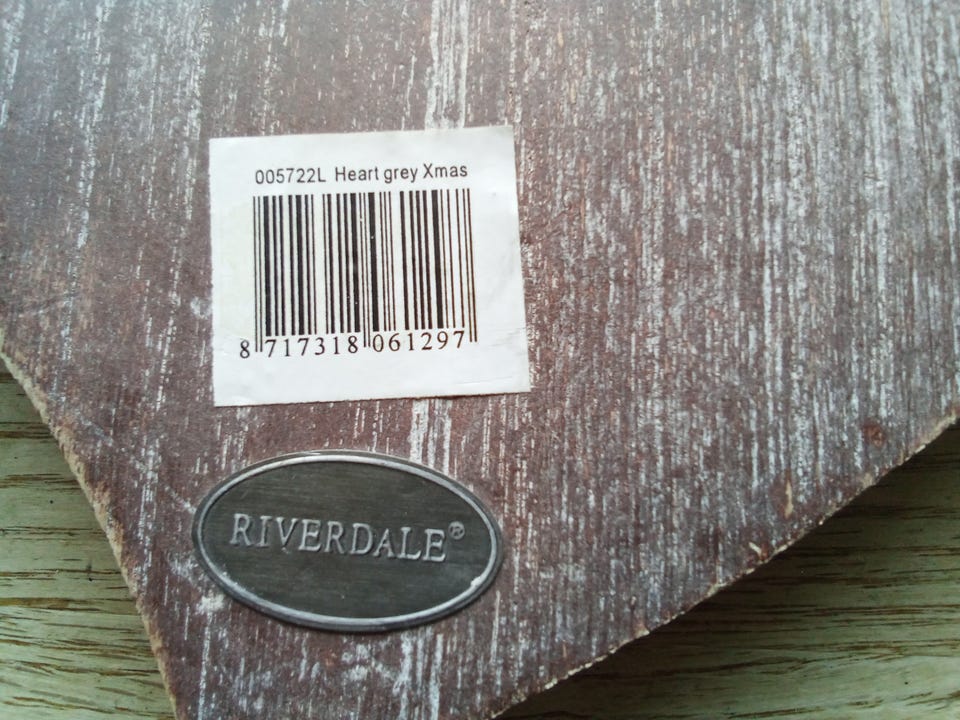 005722L Heart grey Xmas
8 717318 061297
RIVERDALE®